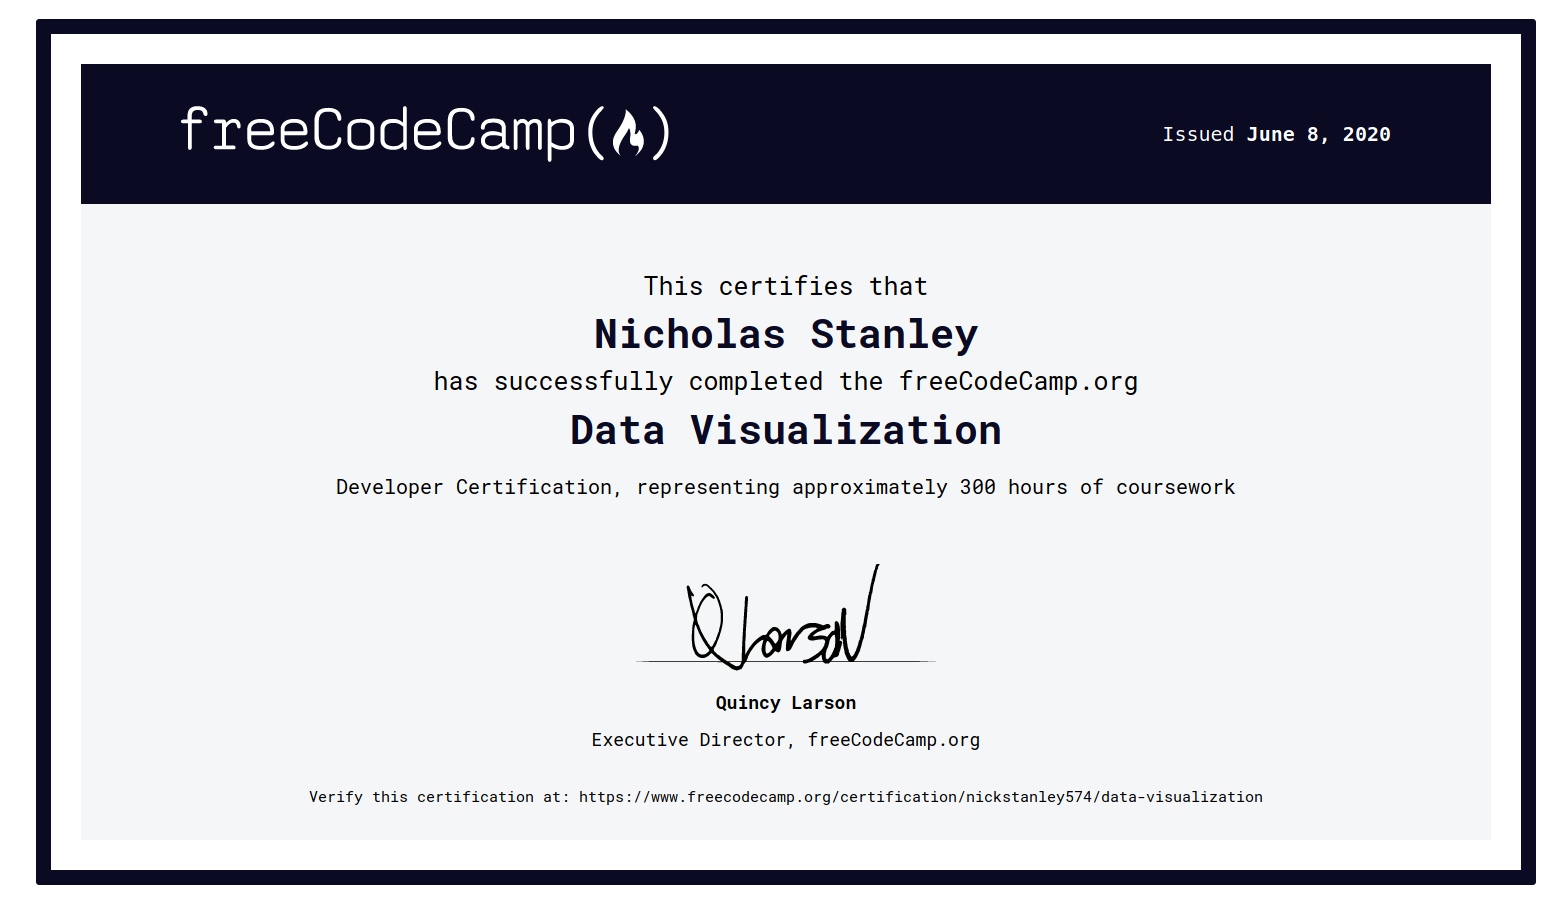 freeCodeCamp
Issued June 8, 2020
This certifies that
Nicholas Stanley
has successfully completed the freeCodeCamp.org
Data Visualization
Developer Certification, representing approximately 300 hours of coursework
Q Larson
Quincy Larson
Executive Director, freeCodeCamp.org
Verify this certification at: https://www.freecodecamp.org/certification/nickstanley574/data-visualization